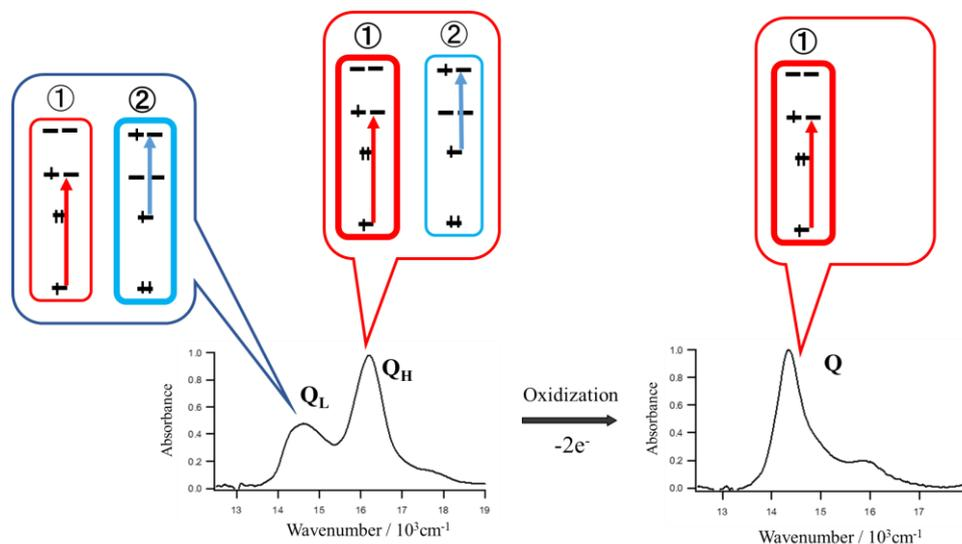 ① ②
① ②
①
Q_L
Q_H
Absorbance
1.0
0.8
0.6
0.4
0.2
0.0
13 14 15 16 17 18 19
Wavenumber / 10³cm⁻¹
Oxidization
-2e⁻
Q
Absorbance
1.0
0.8
0.6
0.4
0.2
0.0
13 14 15 16 17
Wavenumber / 10³cm⁻¹